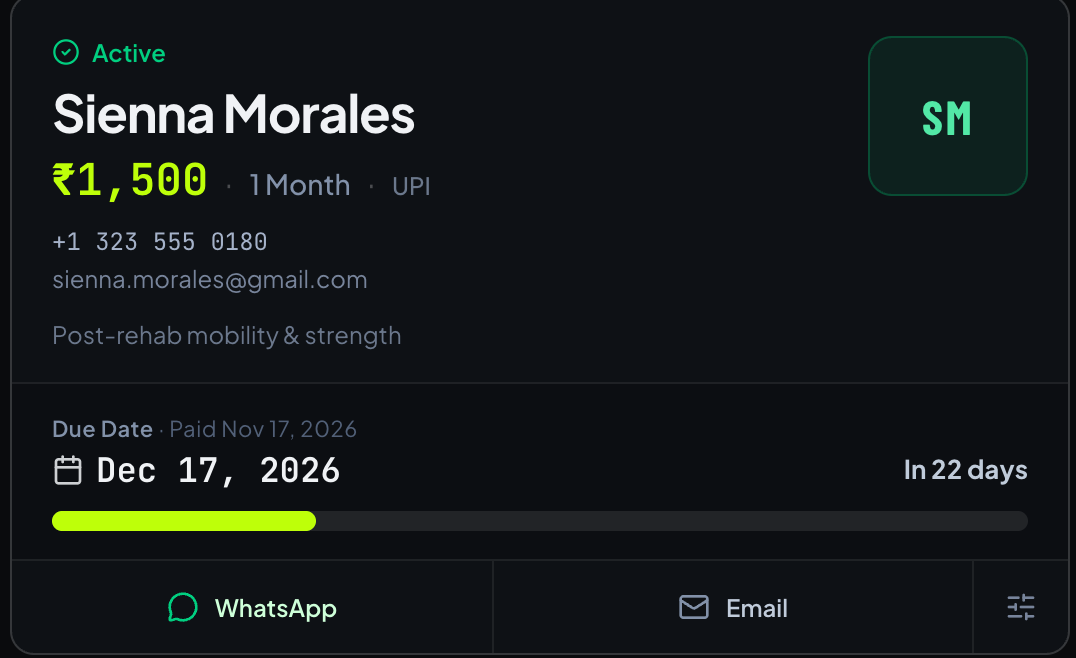 Active
Sienna Morales
SM
₹1,500 · 1 Month · UPI
+1 323 555 0180
sienna.morales@gmail.com
Post-rehab mobility & strength
Due Date · Paid Nov 17, 2026
Dec 17, 2026
In 22 days
WhatsApp
Email